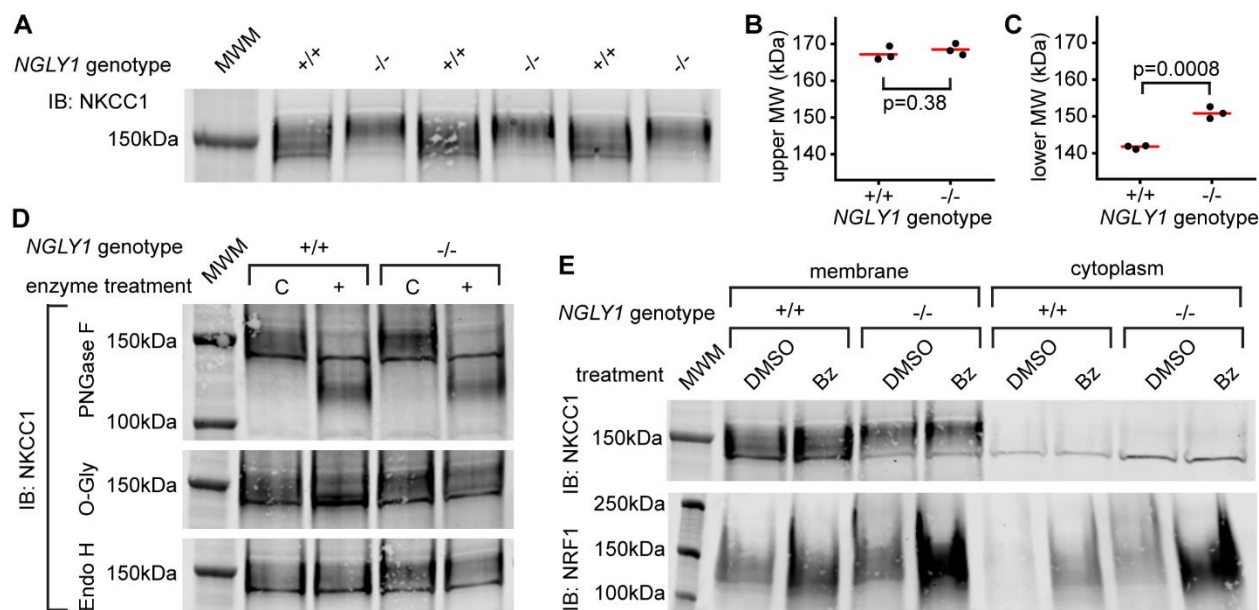 A
NGLY1 genotype
MWM
+/+
-/-
+/+
-/-
+/+
-/-
IB: NKCC1
150kDa
B
upper MW (kDa)
170
160
150
140
p=0.38
+/+
-/-
NGLY1 genotype
C
lower MW (kDa)
170
160
150
140
p=0.0008
+/+
-/-
NGLY1 genotype
D
NGLY1 genotype
MWM
+/+
-/-
enzyme treatment
C
+
C
+
IB: NKCC1
PNGase F
150kDa
100kDa
O-Gly
150kDa
Endo H
150kDa
E
membrane
cytoplasm
NGLY1 genotype
+/+
-/-
+/+
-/-
treatment
MWM
DMSO
Bz
DMSO
Bz
DMSO
Bz
DMSO
Bz
IB: NKCC1
150kDa
IB: NRF1
250kDa
150kDa
100kDa